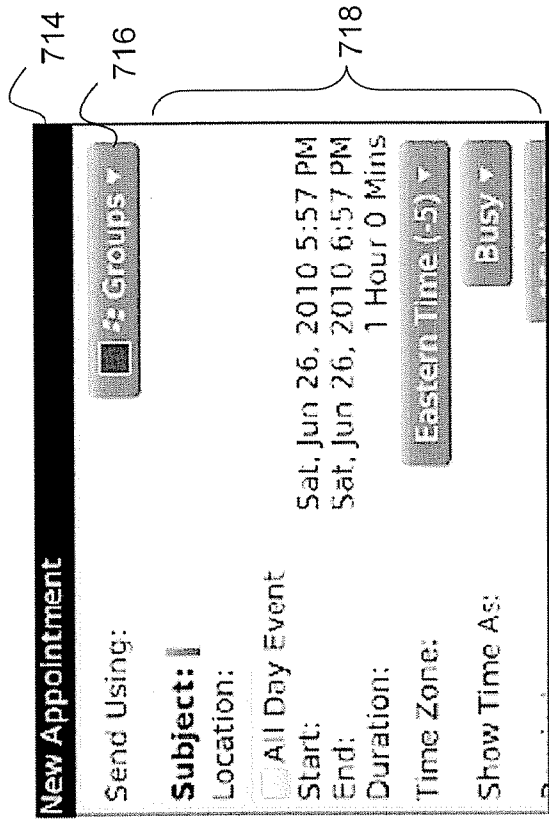 New Appointment
714
Send Using:
Groups
716
Subject:
Location:
All Day Event
Start: Sat, Jun 26, 2010 5:57 PM
End: Sat, Jun 26, 2010 6:57 PM
Duration: 1 Hour 0 Mins
718
Time Zone: Eastern Time (-5)
Show Time As: Busy